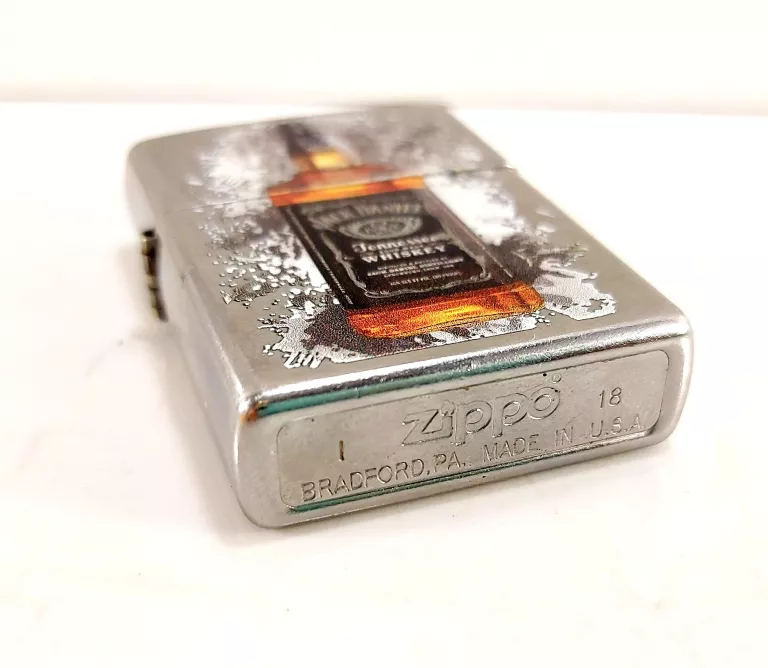 JACK DANIEL'S
Tennessee
WHISKEY
I Zippo 18
BRADFORD, PA. MADE IN U.S.A.